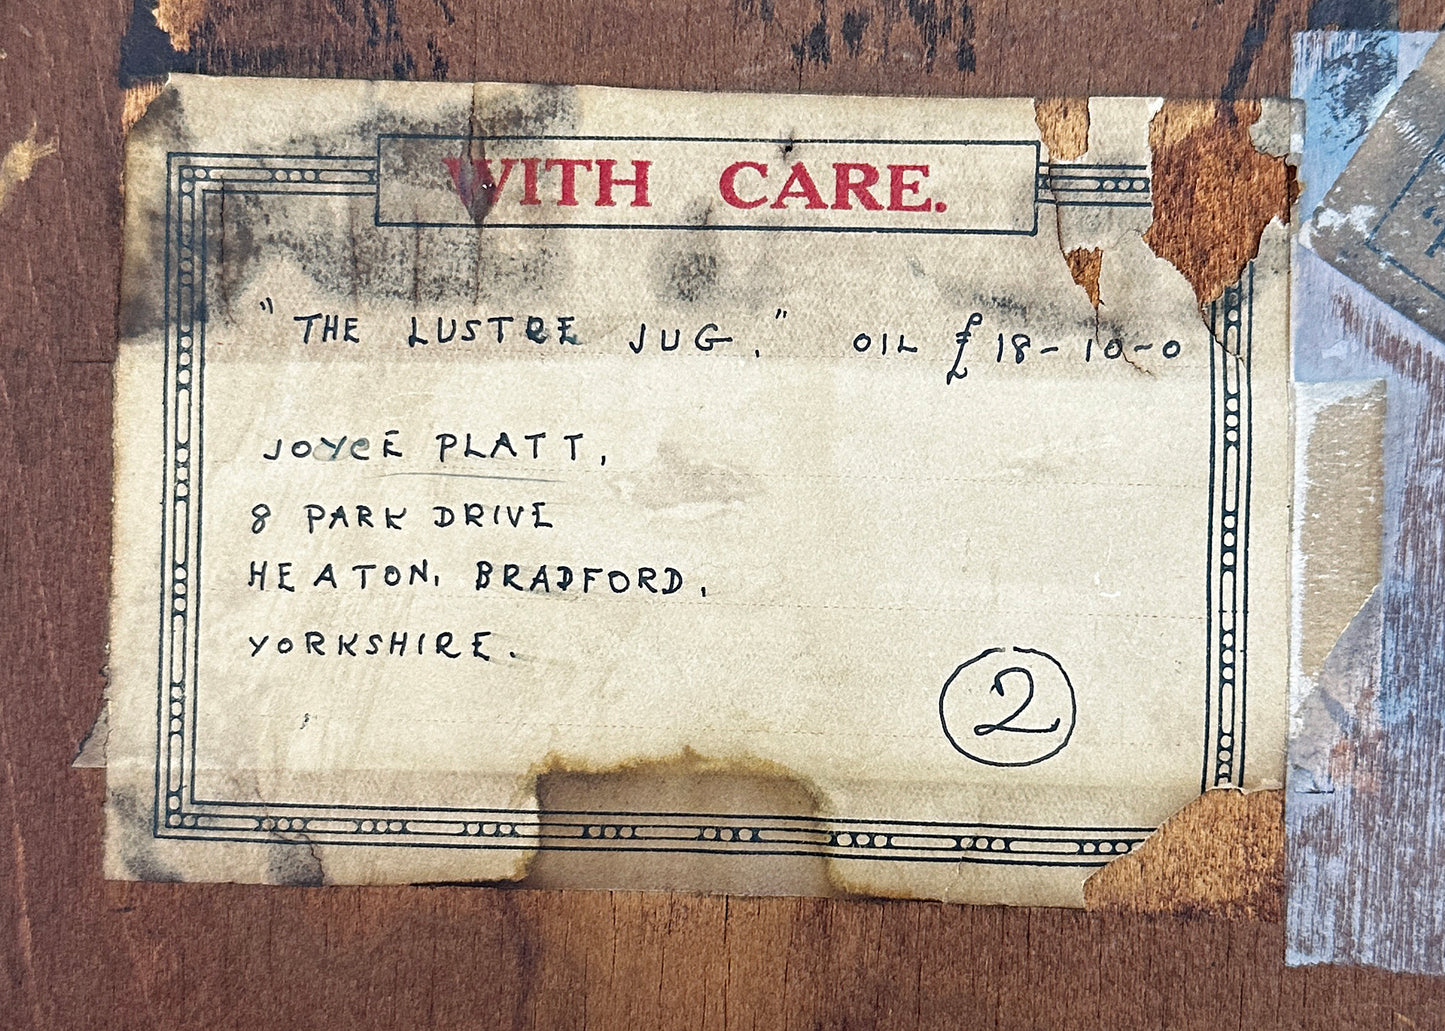 WITH CARE.
"THE LUSTRE JUG." OIL £18-10-0
JOYCE PLATT,
8 PARK DRIVE
HEATON, BRADFORD,
YORKSHIRE.
2